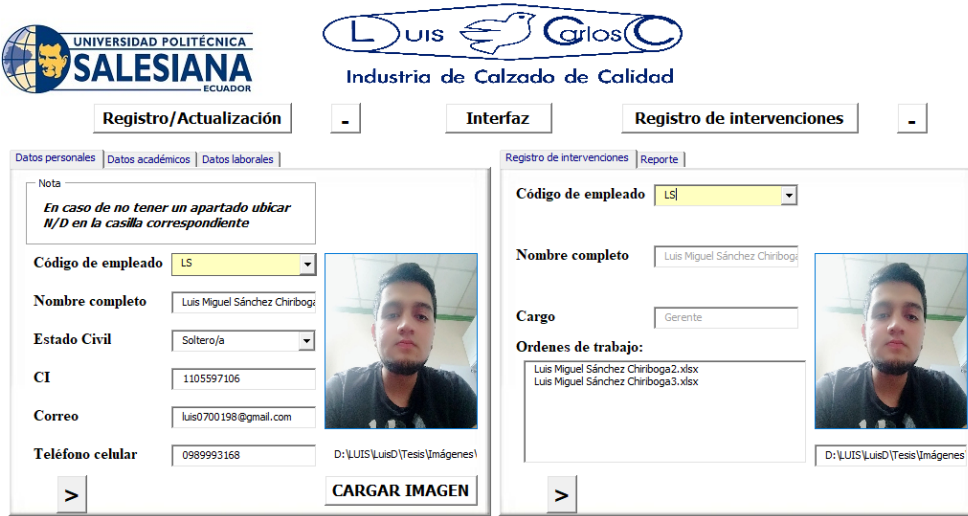 UNIVERSIDAD POLITÉCNICA
SALESIANA
ECUADOR
Luis Carlos C
Industria de Calzado de Calidad
Registro/Actualización
-
Interfaz
Registro de intervenciones
-
Datos personales
Datos académicos
Datos laborales
Nota
En caso de no tener un apartado ubicar
N/D en la casilla correspondiente
Código de empleado
LS
Nombre completo
Luis Miguel Sánchez Chiriboga
Estado Civil
Soltero/a
CI
1105597106
Correo
luis0700198@gmail.com
Teléfono celular
0989993168
D:\LUIS\LuisD\Tesis\Imágenes\
>
CARGAR IMAGEN
Registro de intervenciones
Reporte
Código de empleado
LS
Nombre completo
Luis Miguel Sánchez Chiriboga
Cargo
Gerente
Ordenes de trabajo:
Luis Miguel Sánchez Chiriboga2.xlsx
Luis Miguel Sánchez Chiriboga3.xlsx
D:\LUIS\LuisD\Tesis\Imágenes
>